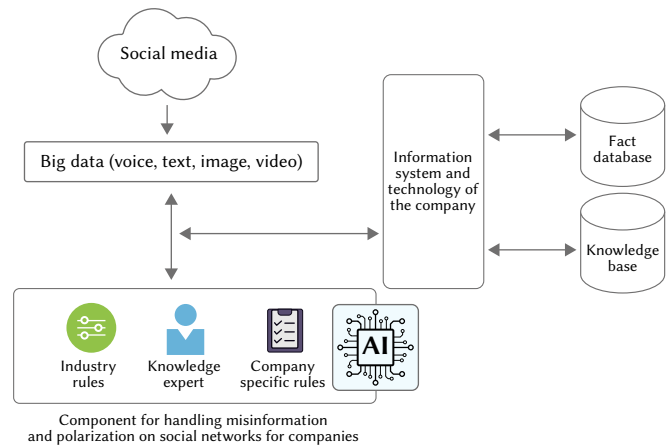 Social media
Big data (voice, text, image, video)
Information
system and
technology of
the company
Fact
database
Knowledge
base
Industry
rules
Knowledge
expert
Company
specific rules
AI
Component for handling misinformation
and polarization on social networks for companies